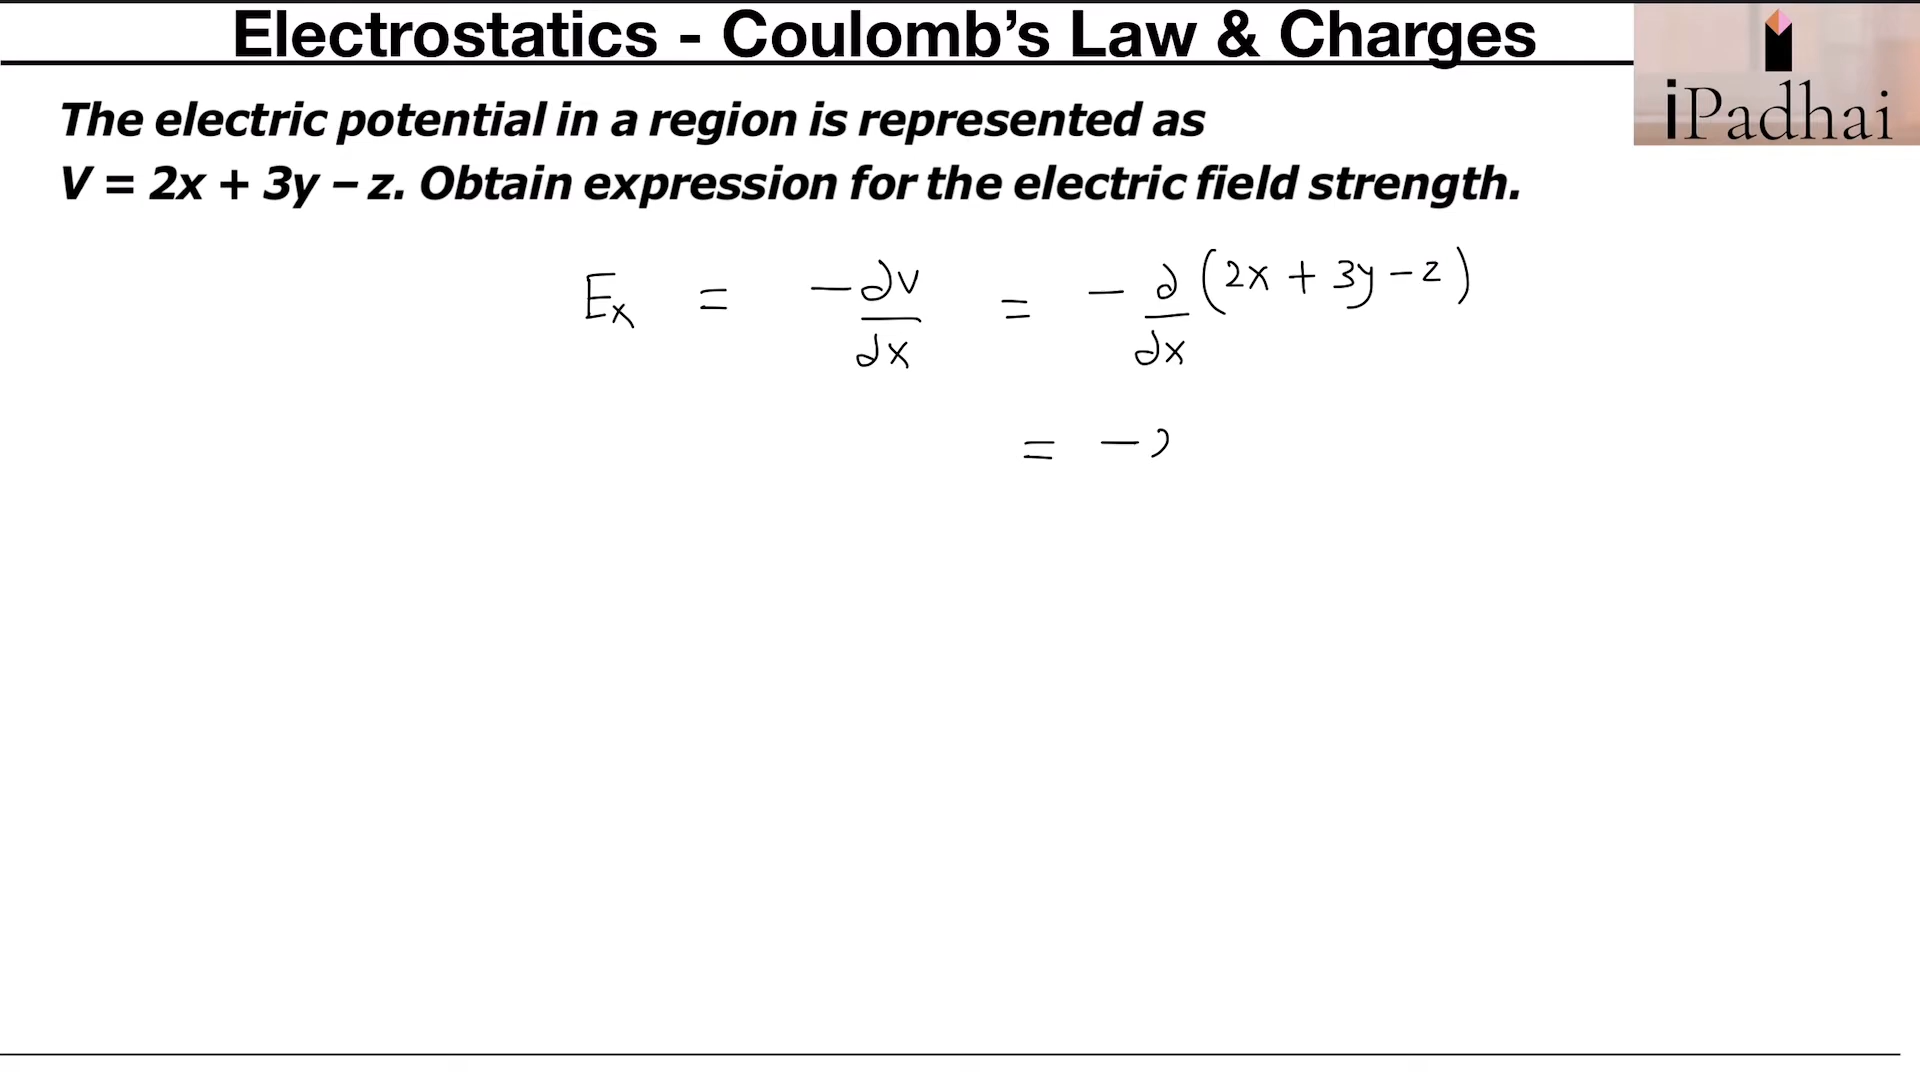 Electrostatics - Coulomb’s Law & Charges
iPadhai
The electric potential in a region is represented as
V = 2x + 3y – z. Obtain expression for the electric field strength.
Ex = -∂v/∂x = -∂/∂x (2x + 3y - z)
= -